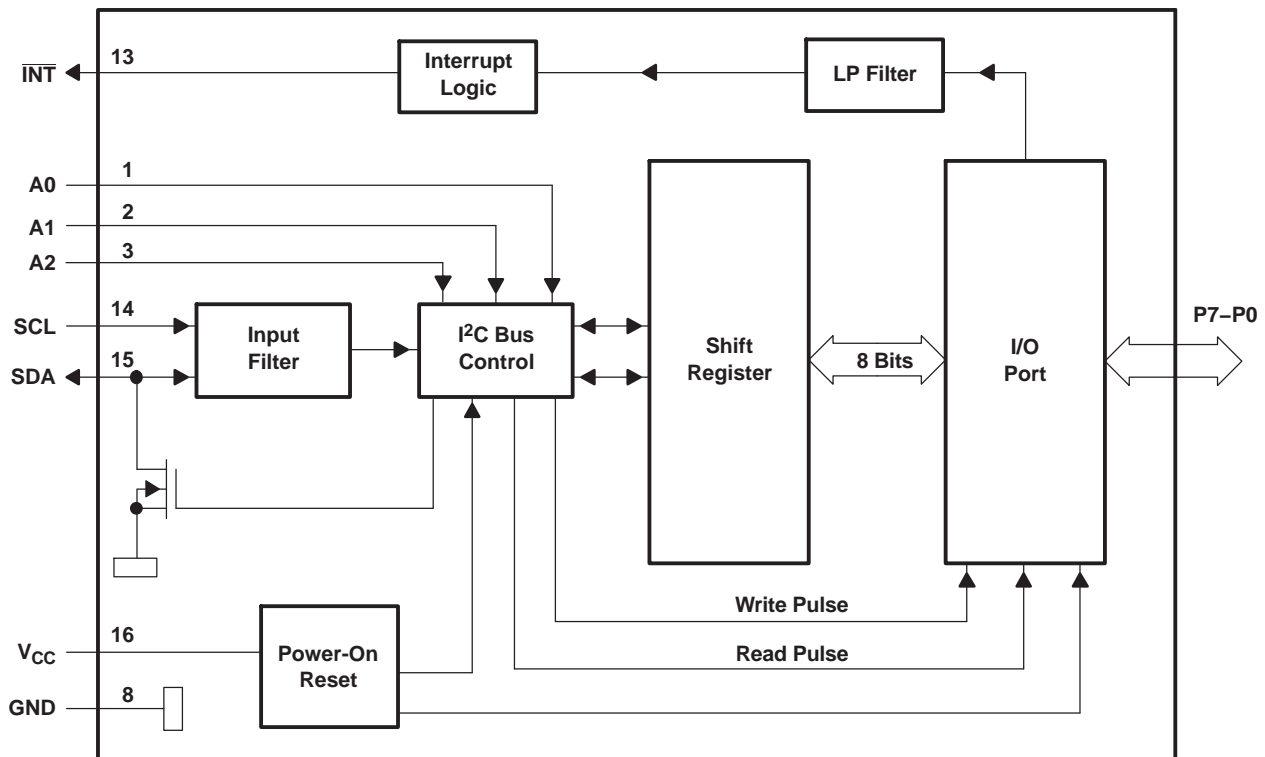 INT
13
Interrupt
Logic
LP Filter
A0
1
A1
2
A2
3
SCL
14
SDA
15
Input
Filter
I²C Bus
Control
Shift
Register
8 Bits
I/O
Port
P7–P0
Write Pulse
Read Pulse
VCC
16
Power-On
Reset
GND
8